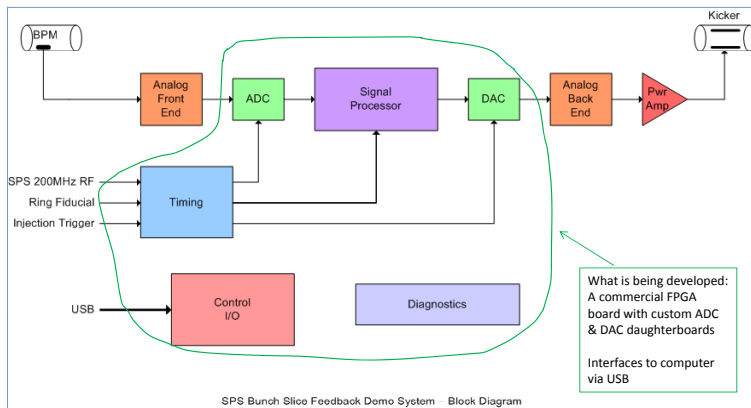 Kicker
BPM
Analog
Front
End
ADC
Signal
Processor
DAC
Analog
Back
End
Pwr
Amp
SPS 200MHz RF
Ring Fiducial
Injection Trigger
Timing
What is being developed:
A commercial FPGA
board with custom ADC
& DAC daughterboards
Interfaces to computer
via USB
USB
Control
I/O
Diagnostics
SPS Bunch Slice Feedback Demo System – Block Diagram